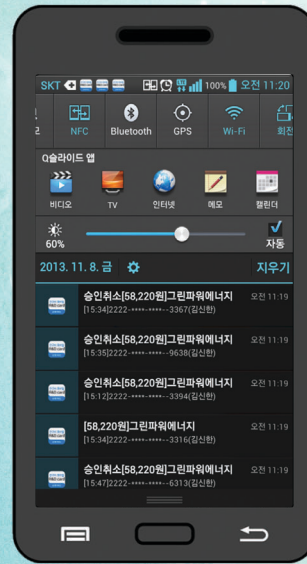 SKT 100% 오전 11:20
모 NFC Bluetooth GPS Wi-Fi 회전
Q슬라이드 앱
비디오 TV 인터넷 메모 캘린더
60% 자동
2013. 11. 8. 금 지우기
승인취소[58,220원]그린파워에너지 오전 11:19
[15:34]2222-****-****--3367(김신한)
승인취소[58,220원]그린파워에너지 오전 11:19
[15:35]2222-****-****--9638(김신한)
승인취소[58,220원]그린파워에너지 오전 11:19
[15:12]2222-****-****--3394(김신한)
[58,220원]그린파워에너지 오전 11:19
[15:34]2222-****-****--3316(김신한)
승인취소[58,220원]그린파워에너지 오전 11:19
[15:47]2222-****-****--6313(김신한)